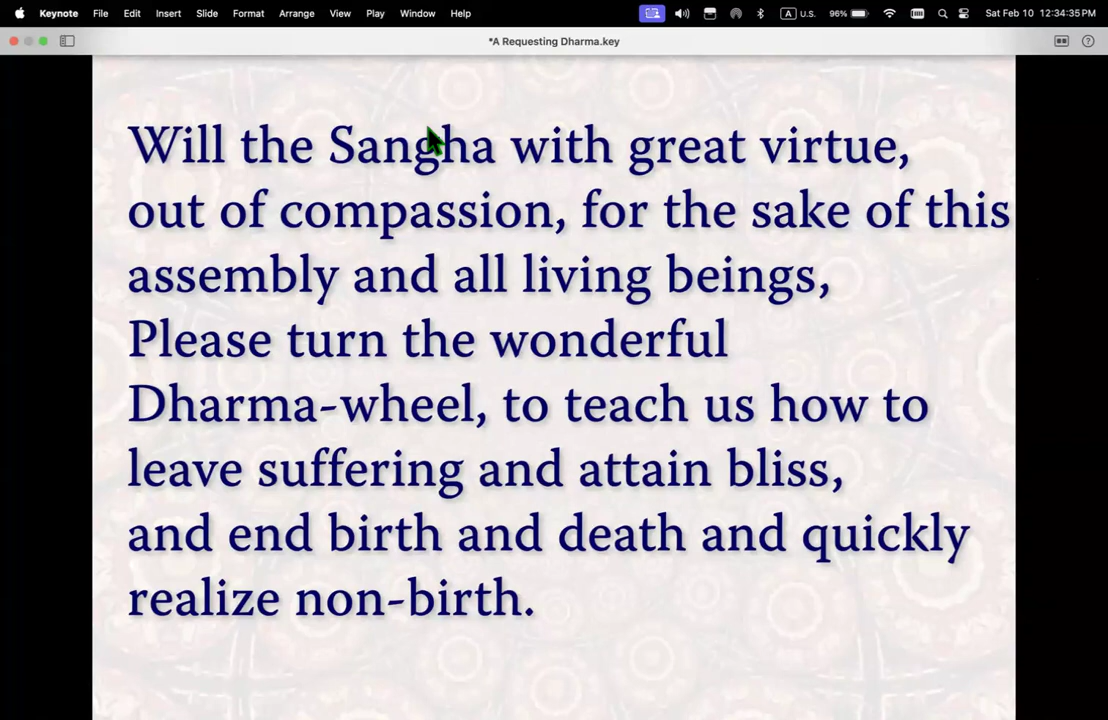 Keynote File Edit Insert Slide Format Arrange View Play Window Help A U.S. 96% Sat Feb 10 12:34:35 PM
*A Requesting Dharma.key
Will the Sangha with great virtue,
out of compassion, for the sake of this
assembly and all living beings,
Please turn the wonderful
Dharma-wheel, to teach us how to
leave suffering and attain bliss,
and end birth and death and quickly
realize non-birth.